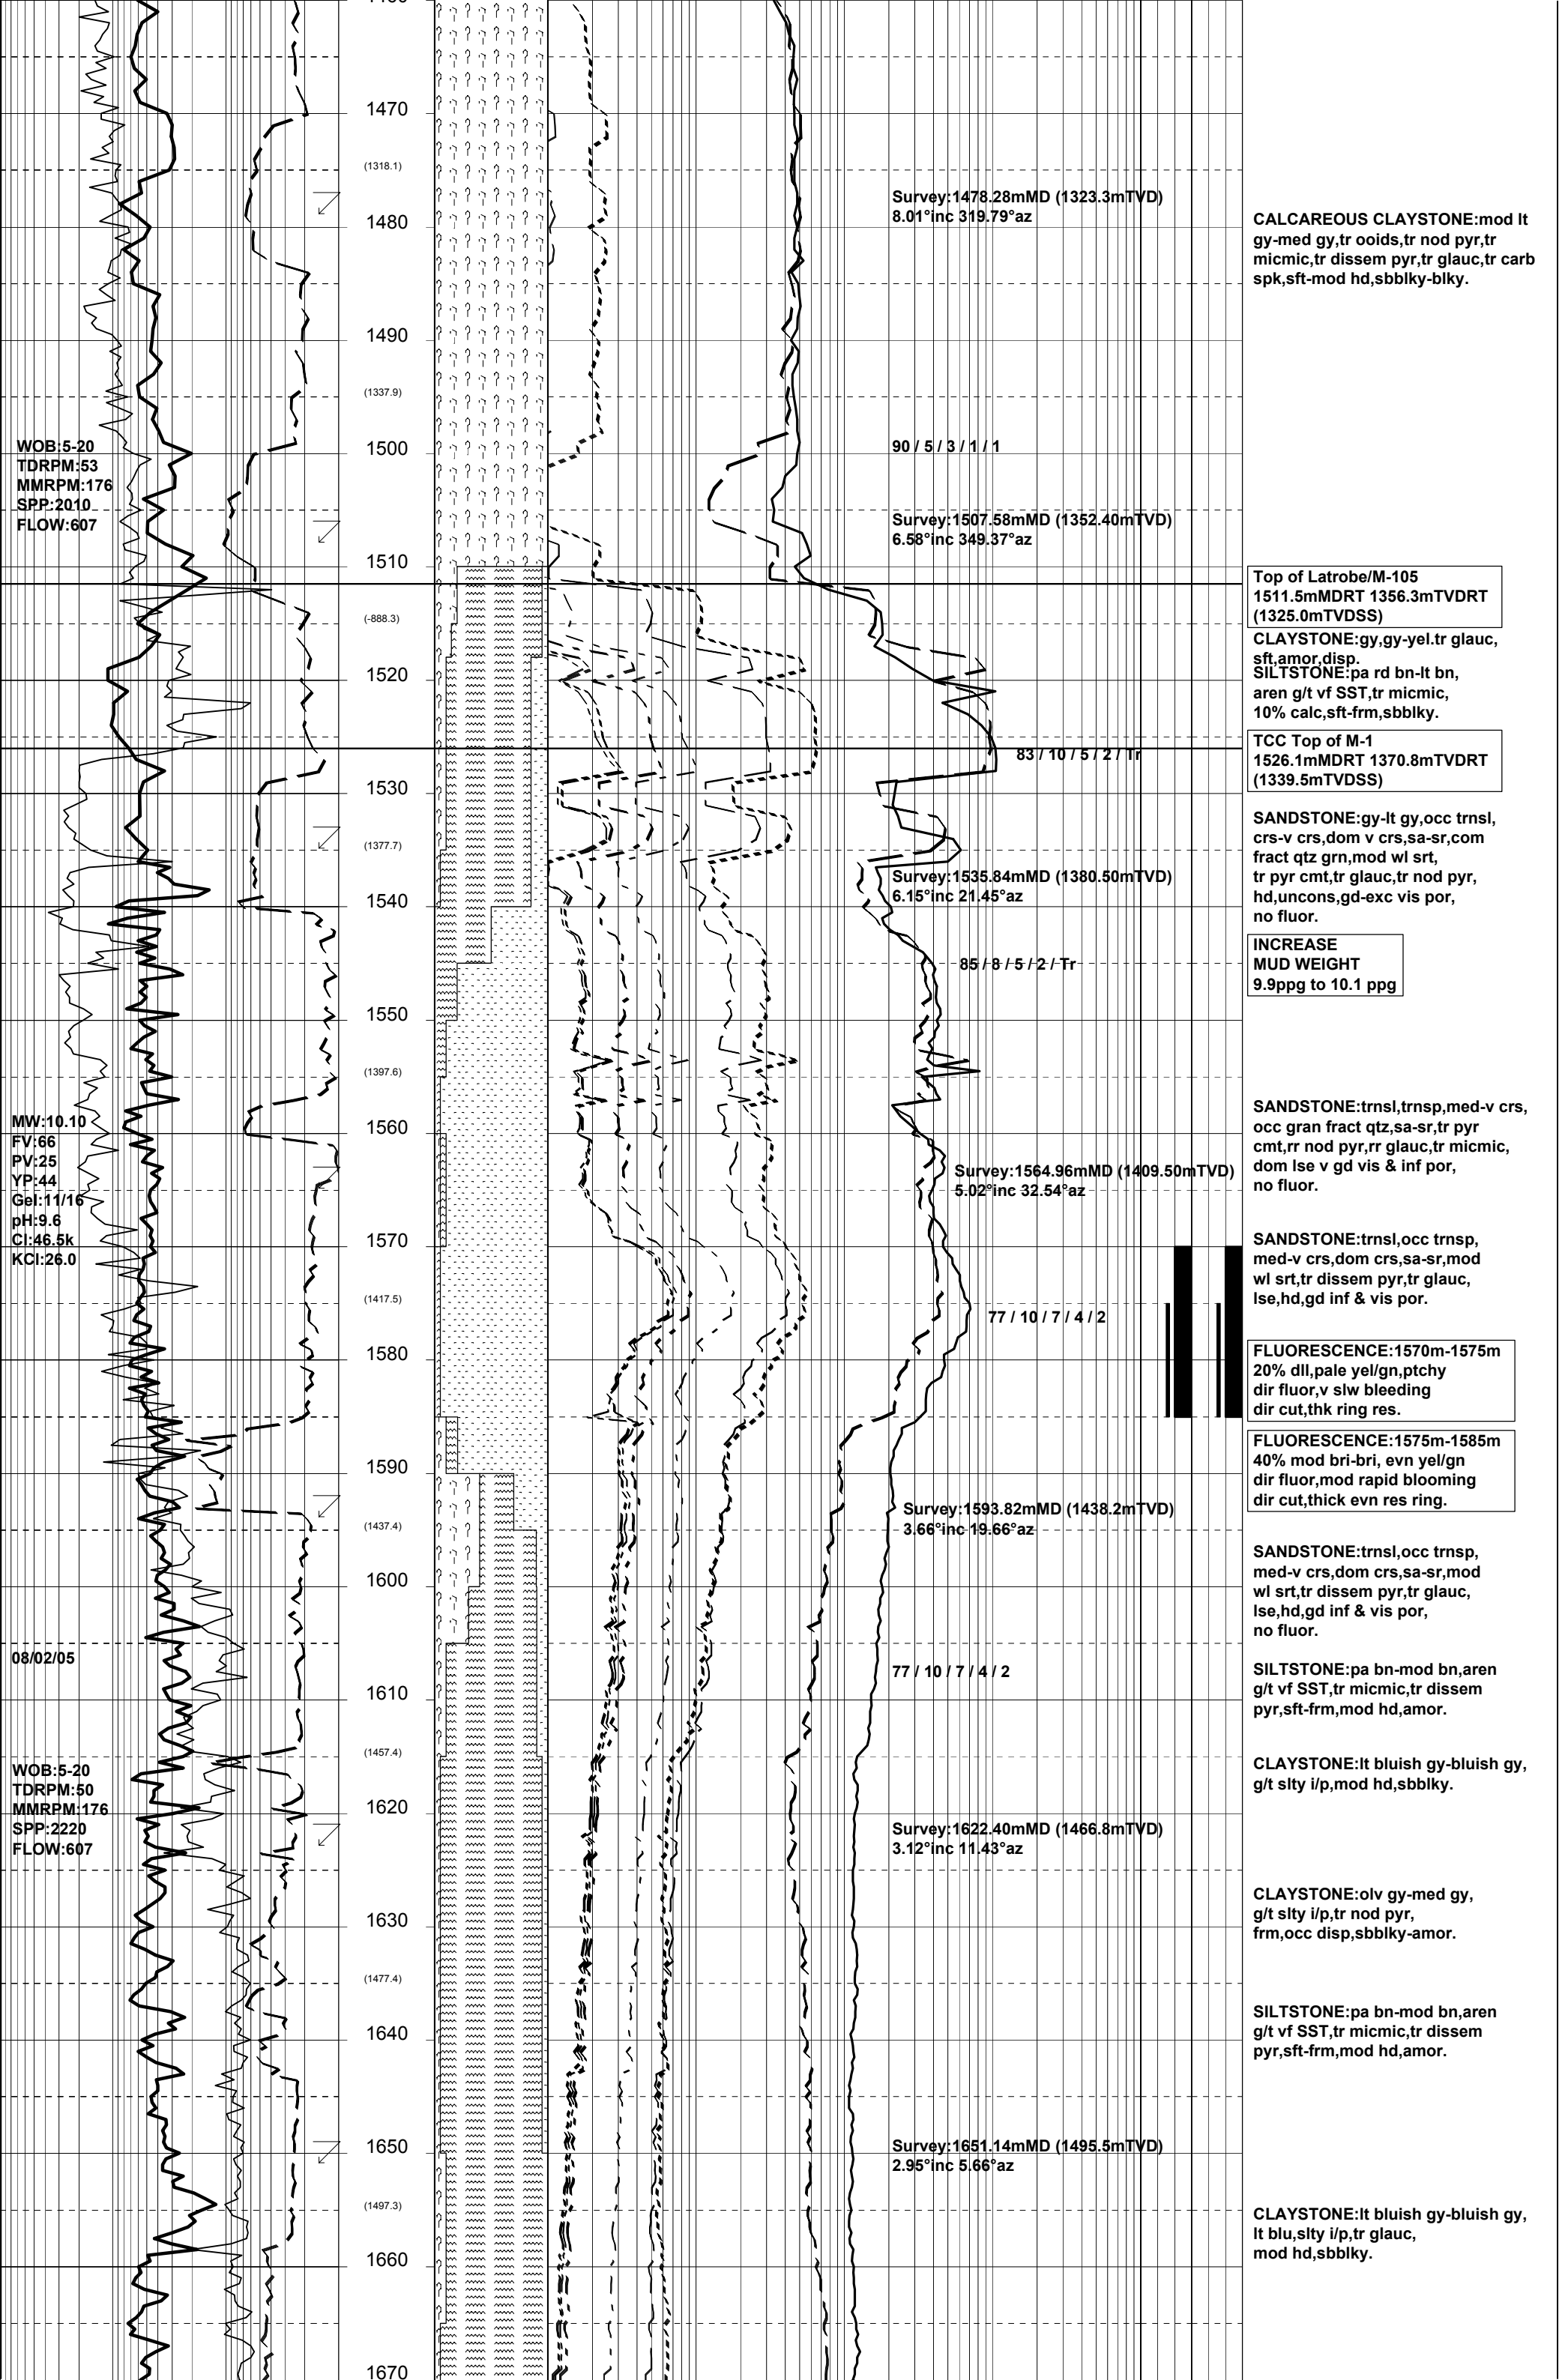 1470
(1318.1)
1480
1490
(1337.9)
1500
1510
(-888.3)
1520
1530
(1377.7)
1540
1550
(1397.6)
1560
1570
(1417.5)
1580
1590
(1437.4)
1600
1610
(1457.4)
1620
1630
(1477.4)
1640
1650
(1497.3)
1660
1670
WOB:5-20
TDRPM:53
MMRPM:176
SPP:2010
FLOW:607
MW:10.10
FV:66
PV:25
YP:44
Gel:11/16
pH:9.6
Cl:46.5k
KCl:26.0
08/02/05
WOB:5-20
TDRPM:50
MMRPM:176
SPP:2220
FLOW:607
Survey:1478.28mMD (1323.3mTVD)
8.01°inc 319.79°az
90 / 5 / 3 / 1 / 1
Survey:1507.58mMD (1352.40mTVD)
6.58°inc 349.37°az
83 / 10 / 5 / 2 / Tr
Survey:1535.84mMD (1380.50mTVD)
6.15°inc 21.45°az
85 / 8 / 5 / 2 / Tr
Survey:1564.96mMD (1409.50mTVD)
5.02°inc 32.54°az
77 / 10 / 7 / 4 / 2
Survey:1593.82mMD (1438.2mTVD)
3.66°inc 19.66°az
77 / 10 / 7 / 4 / 2
Survey:1622.40mMD (1466.8mTVD)
3.12°inc 11.43°az
Survey:1651.14mMD (1495.5mTVD)
2.95°inc 5.66°az
CALCAREOUS CLAYSTONE:mod lt
gy-med gy,tr ooids,tr nod pyr,tr
micmic,tr dissem pyr,tr glauc,tr carb
spk,sft-mod hd,sbblky-blky.
Top of Latrobe/M-105
1511.5mMDRT 1356.3mTVDRT
(1325.0mTVDSS)
CLAYSTONE:gy,gy-yel.tr glauc,
sft,amor,disp.
SILTSTONE:pa rd bn-lt bn,
aren g/t vf SST,tr micmic,
10% calc,sft-frm,sbblky.
TCC Top of M-1
1526.1mMDRT 1370.8mTVDRT
(1339.5mTVDSS)
SANDSTONE:gy-lt gy,occ trnsl,
crs-v crs,dom v crs,sa-sr,com
fract qtz grn,mod wl srt,
tr pyr cmt,tr glauc,tr nod pyr,
hd,uncons,gd-exc vis por,
no fluor.
INCREASE
MUD WEIGHT
9.9ppg to 10.1 ppg
SANDSTONE:trnsl,trnsp,med-v crs,
occ gran fract qtz,sa-sr,tr pyr
cmt,rr nod pyr,rr glauc,tr micmic,
dom lse v gd vis & inf por,
no fluor.
SANDSTONE:trnsl,occ trnsp,
med-v crs,dom crs,sa-sr,mod
wl srt,tr dissem pyr,tr glauc,
lse,hd,gd inf & vis por.
FLUORESCENCE:1570m-1575m
20% dll,pale yel/gn,ptchy
dir fluor,v slw bleeding
dir cut,thk ring res.
FLUORESCENCE:1575m-1585m
40% mod bri-bri, evn yel/gn
dir fluor,mod rapid blooming
dir cut,thick evn res ring.
SANDSTONE:trnsl,occ trnsp,
med-v crs,dom crs,sa-sr,mod
wl srt,tr dissem pyr,tr glauc,
lse,hd,gd inf & vis por,
no fluor.
SILTSTONE:pa bn-mod bn,aren
g/t vf SST,tr micmic,tr dissem
pyr,sft-frm,mod hd,amor.
CLAYSTONE:lt bluish gy-bluish gy,
g/t slty i/p,mod hd,sbblky.
CLAYSTONE:olv gy-med gy,
g/t slty i/p,tr nod pyr,
frm,occ disp,sbblky-amor.
SILTSTONE:pa bn-mod bn,aren
g/t vf SST,tr micmic,tr dissem
pyr,sft-frm,mod hd,amor.
CLAYSTONE:lt bluish gy-bluish gy,
lt blu,slty i/p,tr glauc,
mod hd,sbblky.